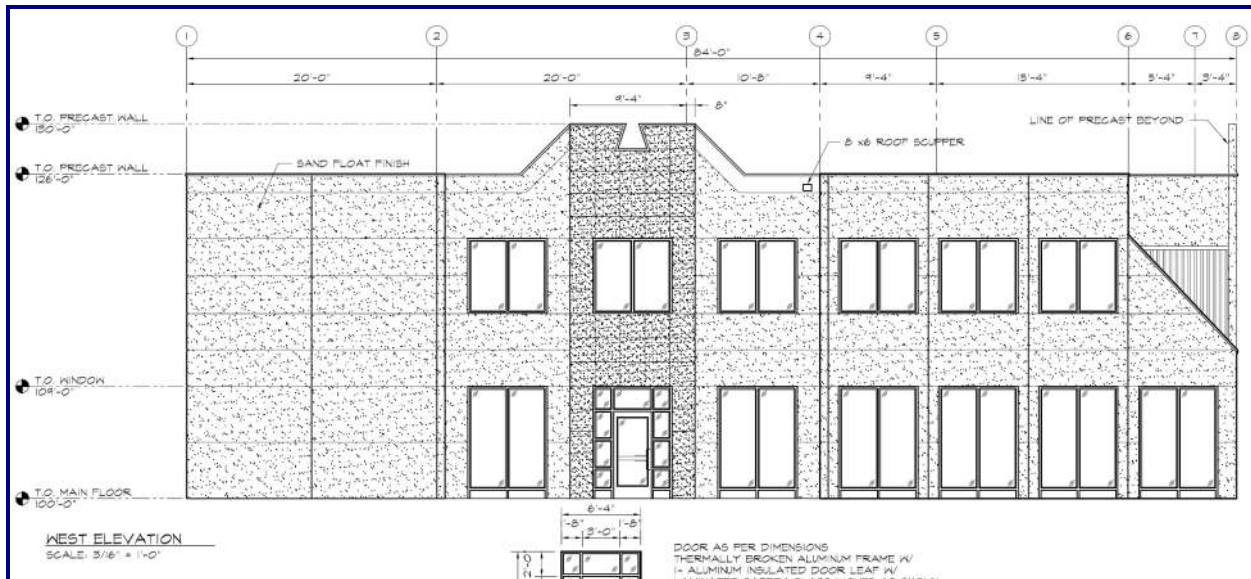 1 2 3 4 5 6 7 8
84'-0"
20'-0" 20'-0" 10'-8" 9'-4" 15'-4" 5'-4" 3'-4"
9'-4" 8"
T.O. PRECAST WALL
130'-0"
LINE OF PRECAST BEYOND
8 x6 ROOF SCUPPER
T.O. PRECAST WALL
126'-0"
SAND FLOAT FINISH
T.O. WINDOW
109'-0"
T.O. MAIN FLOOR
100'-0"
WEST ELEVATION
SCALE: 3/16" = 1'-0"
6'-4"
1'-8" 3'-0" 1'-8"
2'-0"
DOOR AS PER DIMENSIONS
THERMALLY BROKEN ALUMINUM FRAME W/
1- ALUMINUM INSULATED DOOR LEAF W/